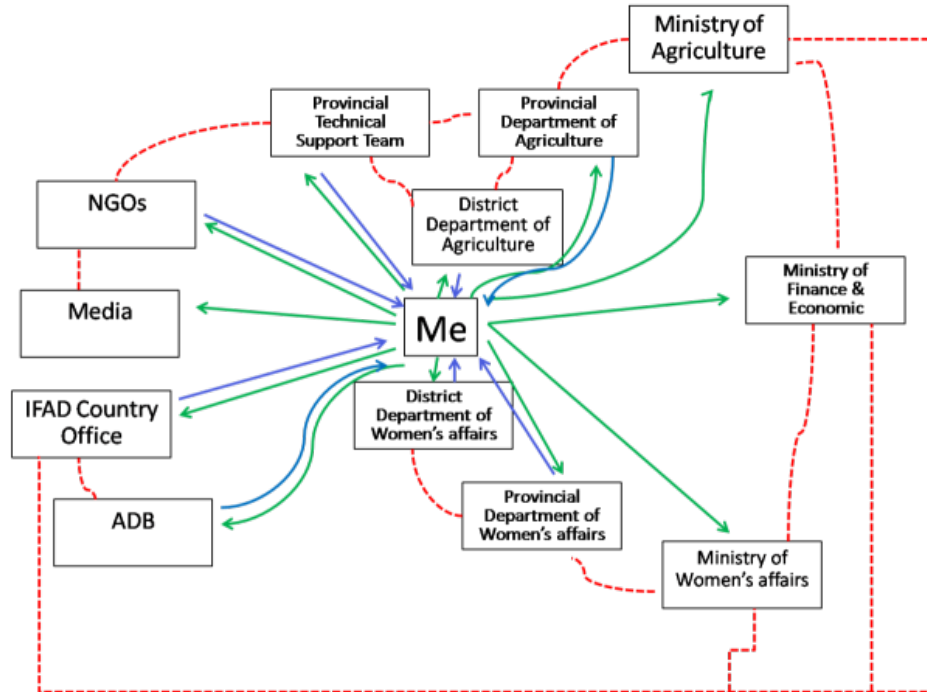 Ministry of
Agriculture
Provincial
Technical
Support Team
Provincial
Department of
Agriculture
NGOs
District
Department of
Agriculture
Media
Me
Ministry of
Finance &
Economic
IFAD Country
Office
District
Department of
Women's affairs
ADB
Provincial
Department of
Women's affairs
Ministry of
Women's affairs